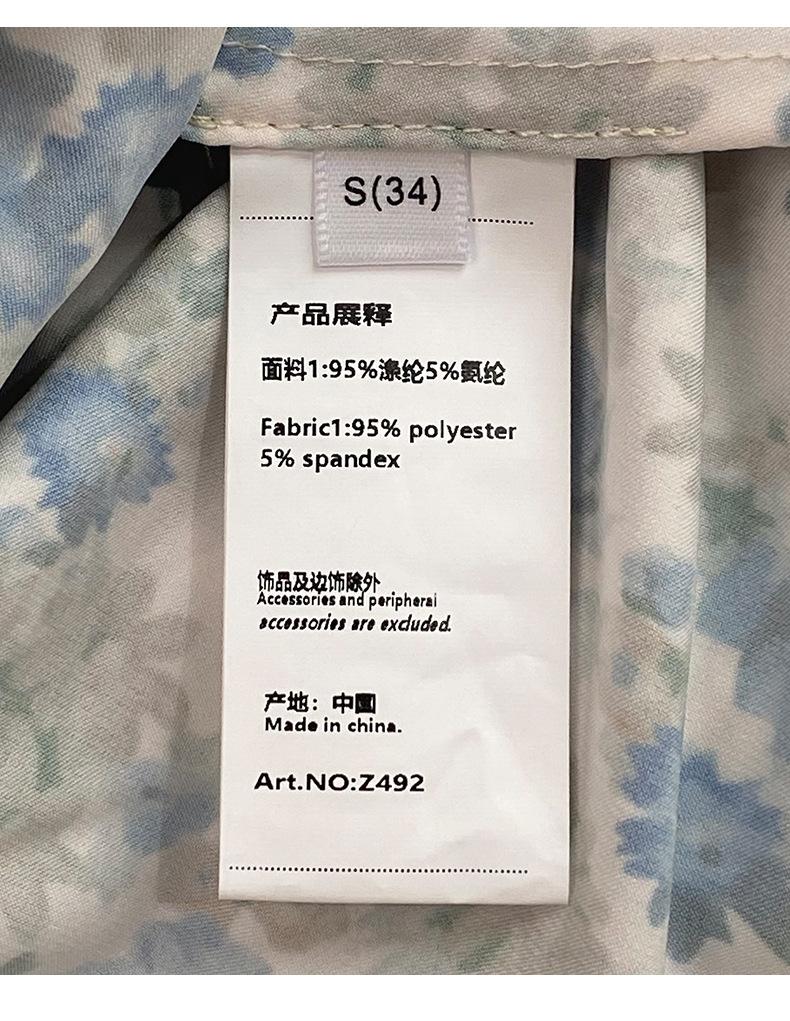 S(34)
产品展释
面料1:95%涤纶5%氨纶
Fabric1:95% polyester
5% spandex
饰品及边饰除外
Accessories and peripheral
accessories are excluded.
产地：中国
Made in china.
Art.NO:Z492